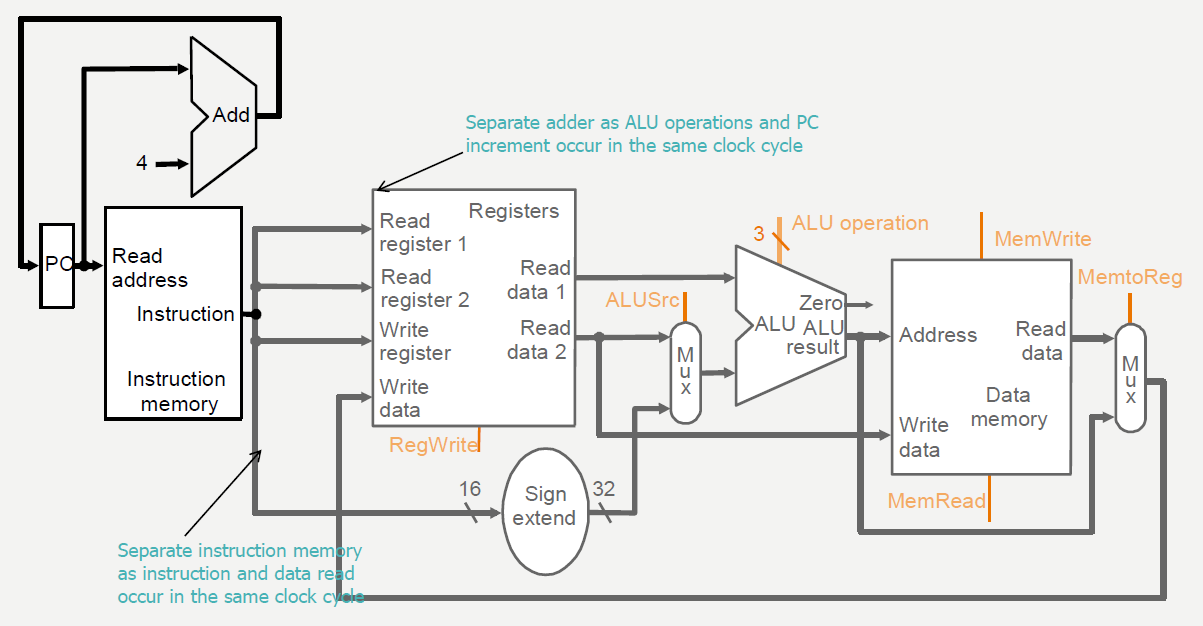 Add
4
Separate adder as ALU operations and PC
increment occur in the same clock cycle
PC
Read
address
Instruction
Instruction
memory
Registers
Read
register 1
Read
register 2
Write
register
Write
data
Read
data 1
Read
data 2
RegWrite
16
Sign
extend
32
ALUSrc
M
u
x
3
ALU operation
Zero
ALU
ALU
result
MemWrite
Address
Read
data
Data
memory
Write
data
MemRead
MemtoReg
M
u
x
Separate instruction memory
as instruction and data read
occur in the same clock cycle